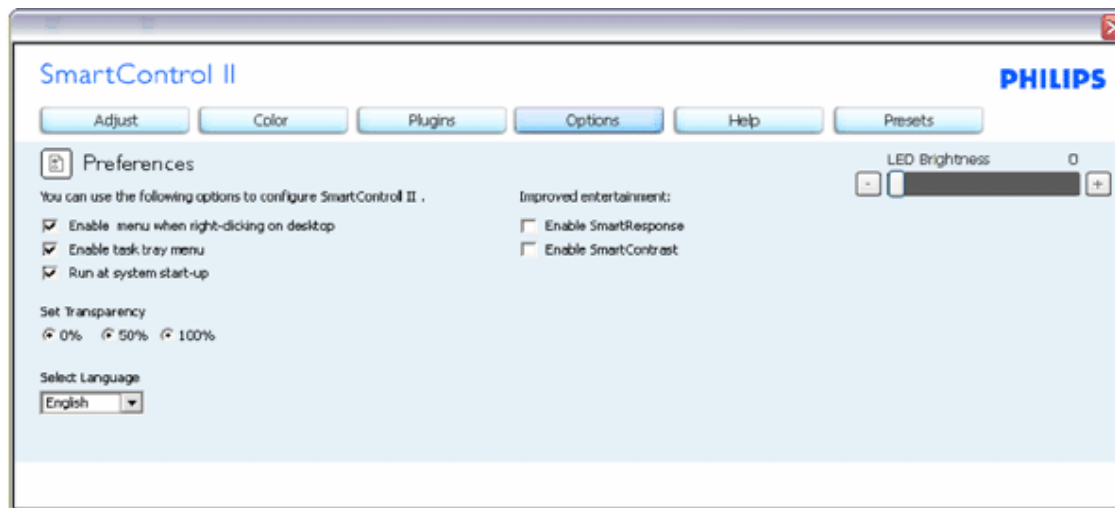 SmartControl II
PHILIPS
Adjust Color Plugins Options Help Presets
Preferences
LED Brightness 0
- +
You can use the following options to configure SmartControl II .
Improved entertainment:
Enable menu when right-clicking on desktop
Enable SmartResponse
Enable task tray menu
Enable SmartContrast
Run at system start-up
Set Transparency
0% 50% 100%
Select Language
English